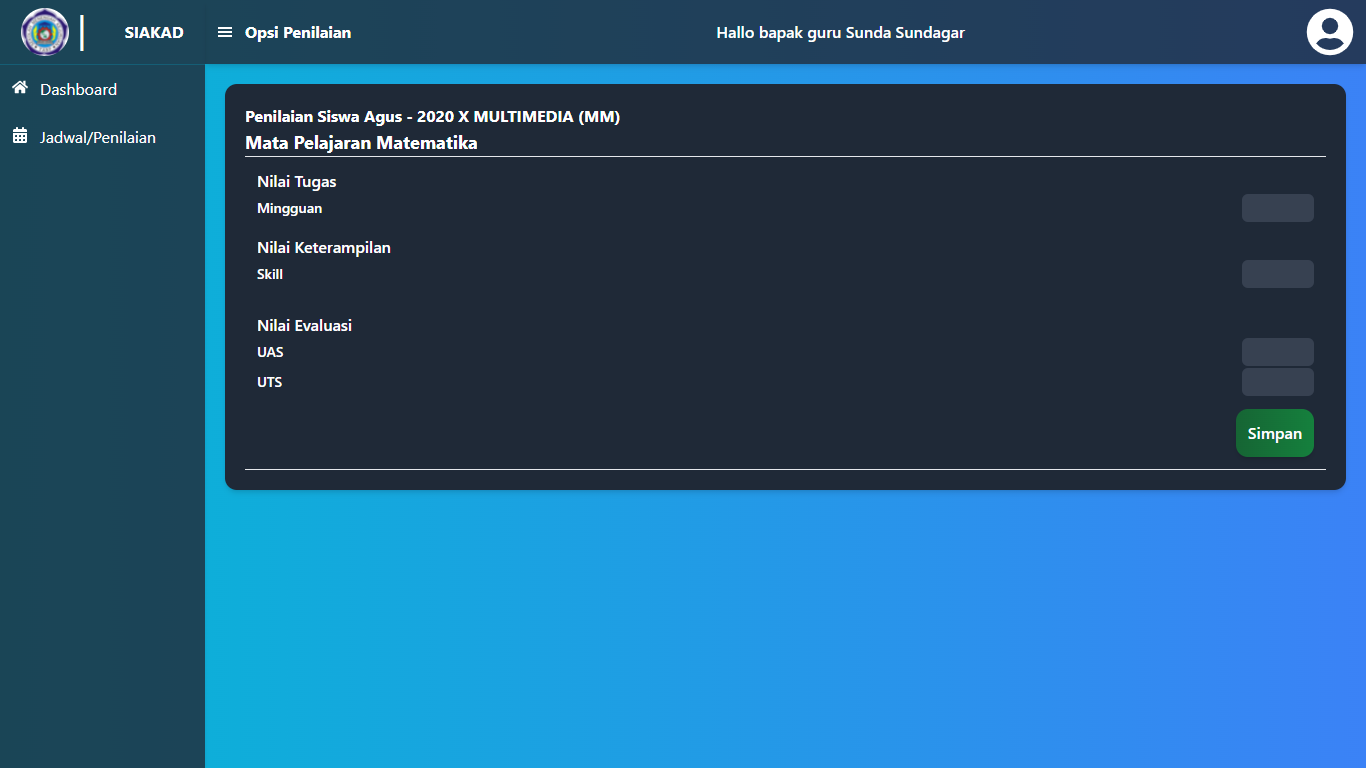 SIAKAD
Opsi Penilaian
Hallo bapak guru Sunda Sundagar
Dashboard
Jadwal/Penilaian
Penilaian Siswa Agus - 2020 X MULTIMEDIA (MM)
Mata Pelajaran Matematika
Nilai Tugas
Mingguan
Nilai Keterampilan
Skill
Nilai Evaluasi
UAS
UTS
Simpan